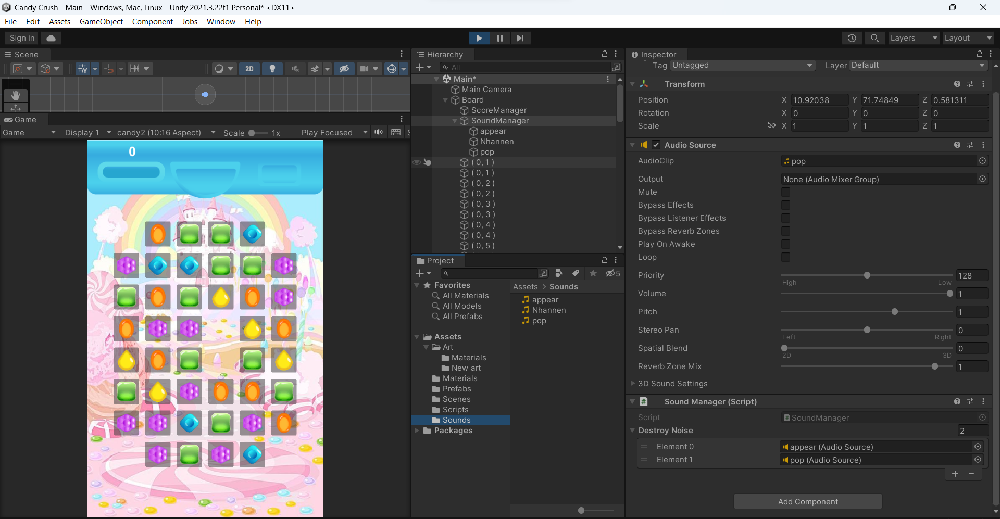 Candy Crush - Main - Windows, Mac, Linux - Unity 2021.3.22f1 Personal* <DX11>
File Edit Assets GameObject Component Jobs Window Help
Sign in
Layers
Layout
Scene
2D
Game
Game
Display 1
candy2 (10:16 Aspect)
Scale
1x
Play Focused
S
0
Hierarchy
All
Main*
Main Camera
Board
ScoreManager
SoundManager
appear
Nhannen
pop
( 0, 1 )
( 0, 1 )
( 0, 2 )
( 0, 2 )
( 0, 3 )
( 0, 3 )
( 0, 4 )
( 0, 4 )
( 0, 5 )
Project
5
Favorites
All Materials
All Models
All Prefabs
Assets
Art
Materials
New art
Materials
Prefabs
Scenes
Scripts
Sounds
Packages
Assets > Sounds
appear
Nhannen
pop
Inspector
Tag Untagged
Layer Default
Transform
Position X 10.92038 Y 71.74849 Z 0.581311
Rotation X 0 Y 0 Z 0
Scale X 1 Y 1 Z 1
Audio Source
AudioClip pop
Output None (Audio Mixer Group)
Mute
Bypass Effects
Bypass Listener Effects
Bypass Reverb Zones
Play On Awake
Loop
Priority 128
High Low
Volume 1
Pitch 1
Stereo Pan 0
Left Right
Spatial Blend 0
2D 3D
Reverb Zone Mix 1
3D Sound Settings
Sound Manager (Script)
Script SoundManager
Destroy Noise 2
Element 0 appear (Audio Source)
Element 1 pop (Audio Source)
Add Component